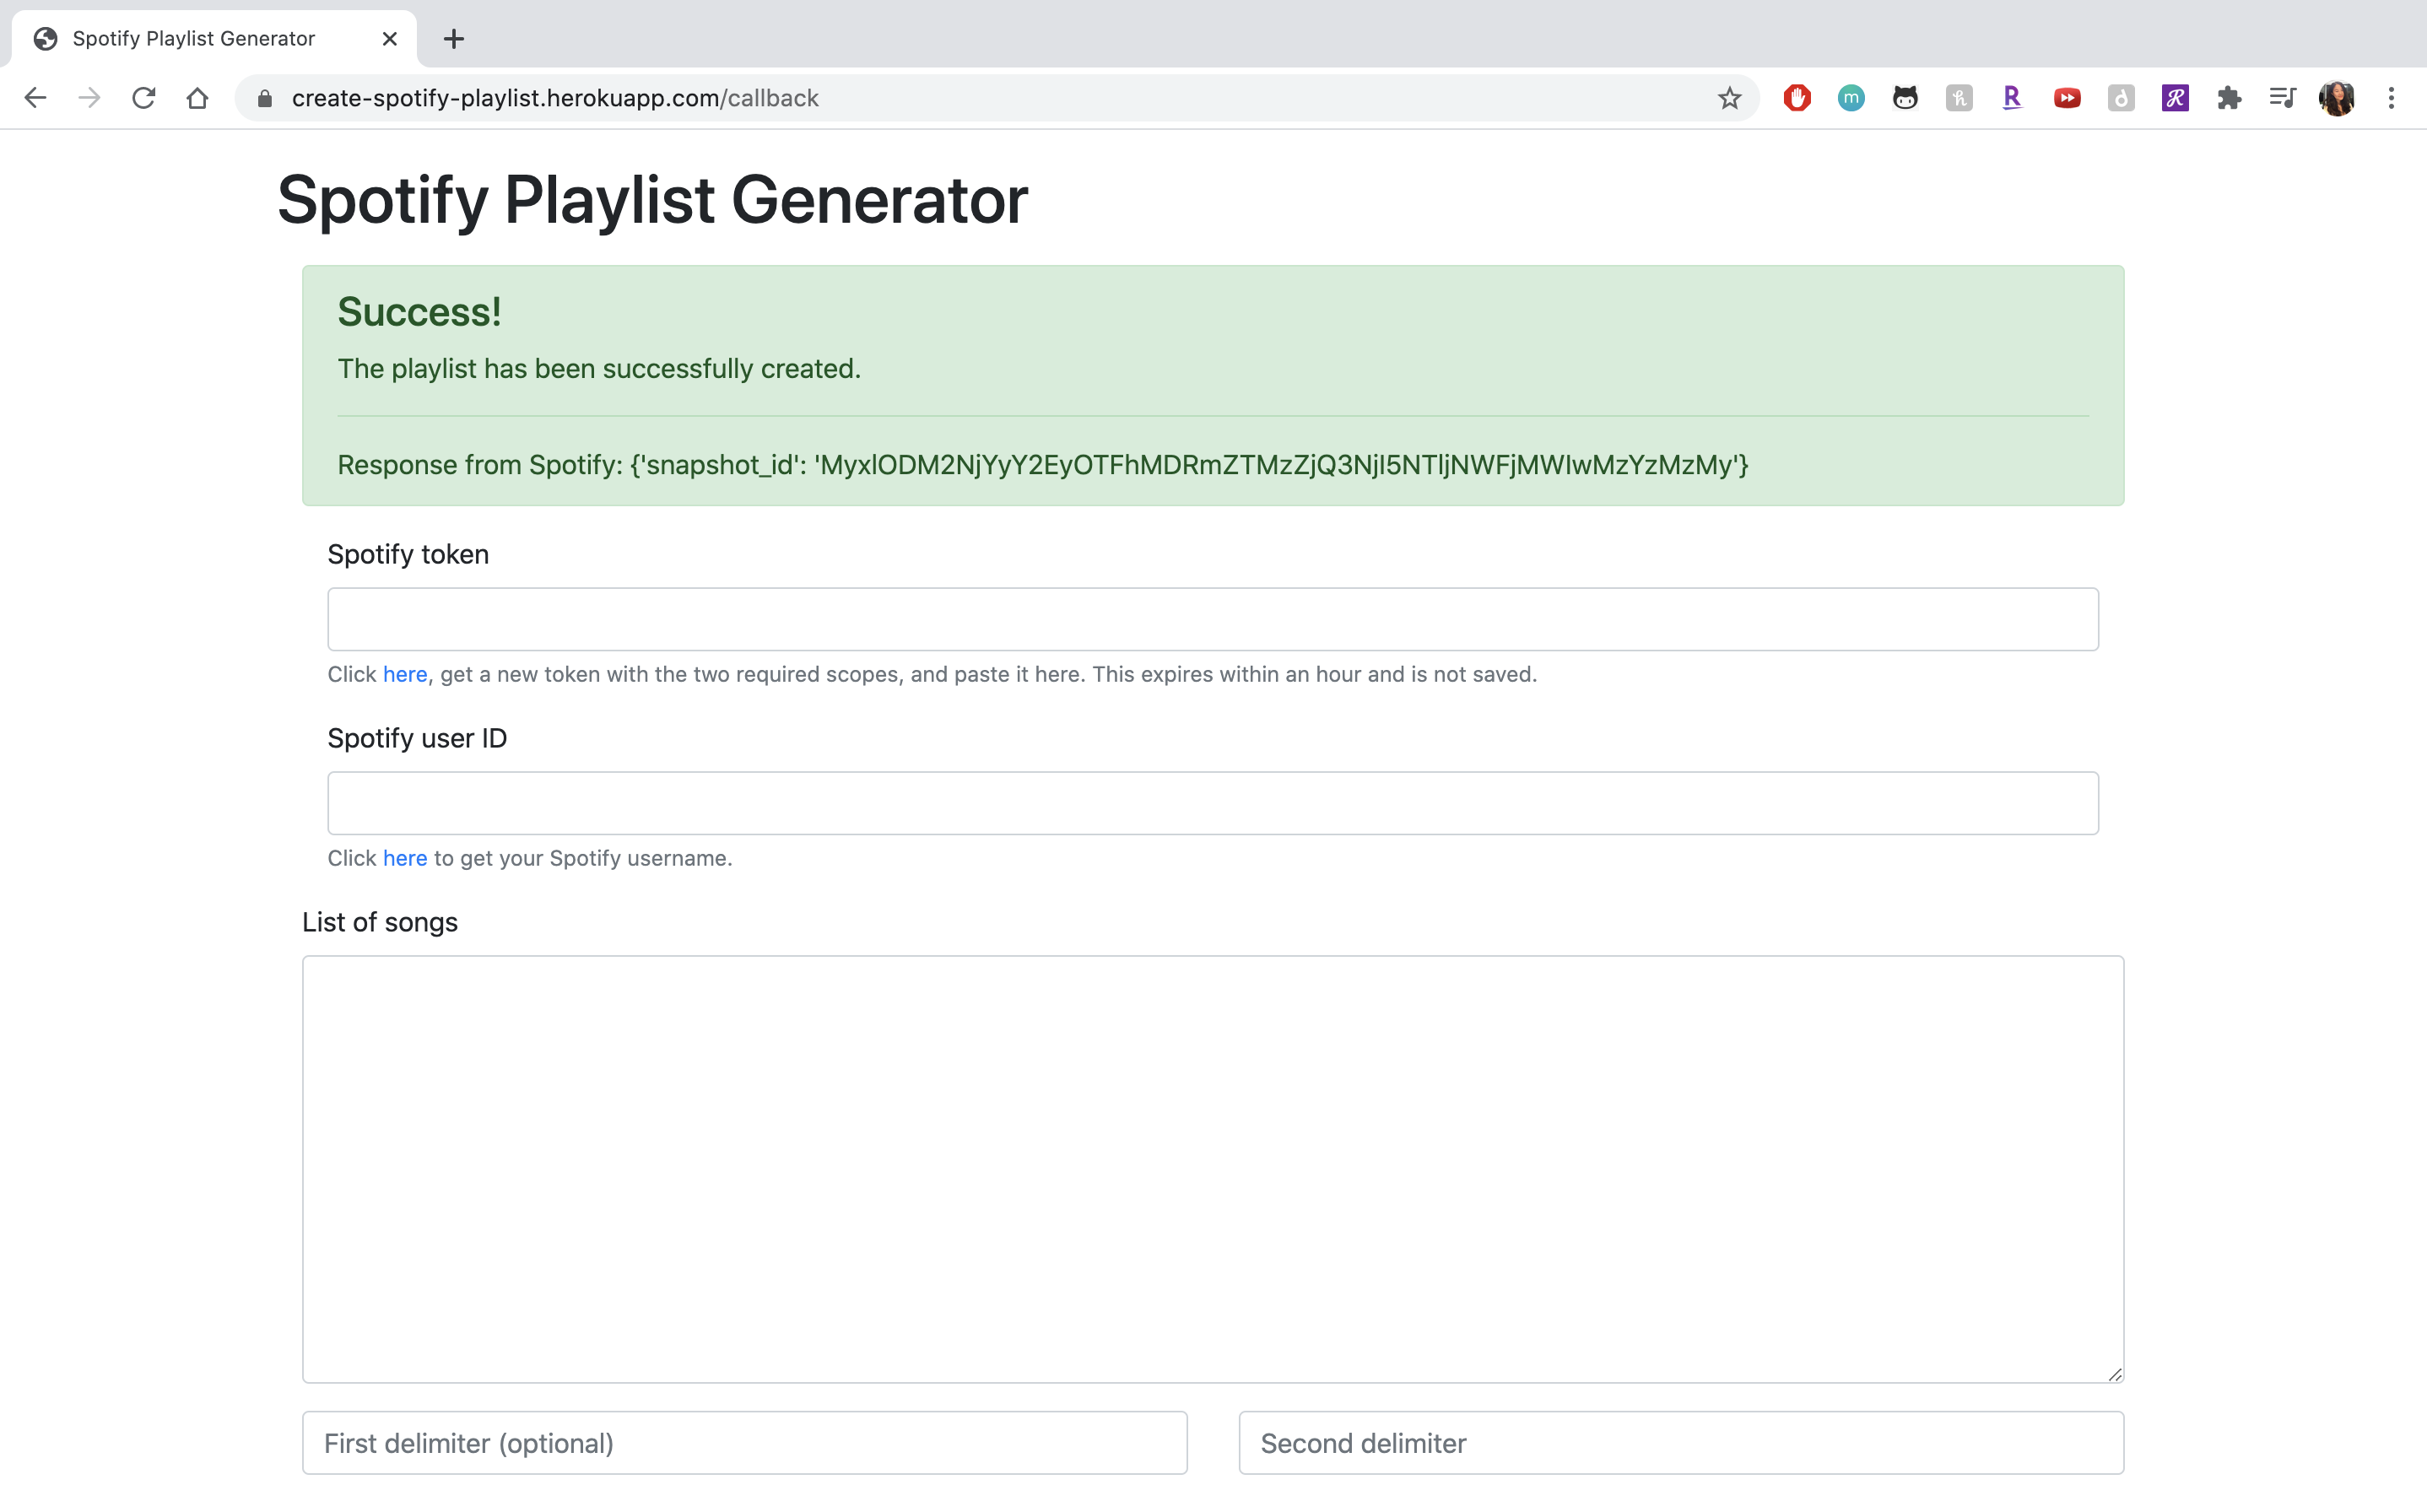 Spotify Playlist Generator
create-spotify-playlist.herokuapp.com/callback
Spotify Playlist Generator
Success!
The playlist has been successfully created.
Response from Spotify: {'snapshot_id': 'MyxlODM2NjYyY2EyOTFhMDRmZTMzZjQ3NjI5NTljNWFjMWIwMzYzMzMy'}
Spotify token
Click here, get a new token with the two required scopes, and paste it here. This expires within an hour and is not saved.
Spotify user ID
Click here to get your Spotify username.
List of songs
First delimiter (optional)
Second delimiter